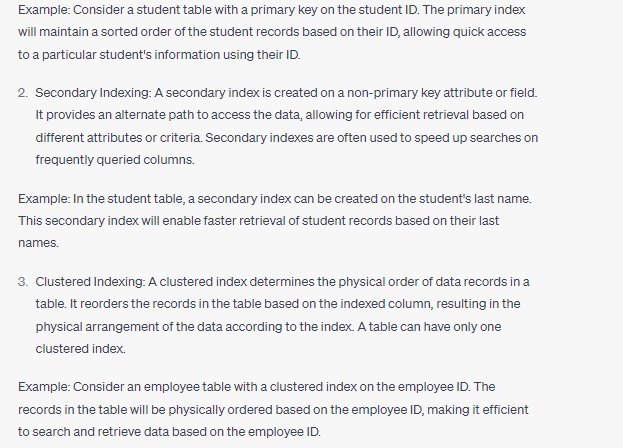 Example: Consider a student table with a primary key on the student ID. The primary index
will maintain a sorted order of the student records based on their ID, allowing quick access
to a particular student's information using their ID.
2. Secondary Indexing: A secondary index is created on a non-primary key attribute or field.
It provides an alternate path to access the data, allowing for efficient retrieval based on
different attributes or criteria. Secondary indexes are often used to speed up searches on
frequently queried columns.
Example: In the student table, a secondary index can be created on the student's last name.
This secondary index will enable faster retrieval of student records based on their last
names.
3. Clustered Indexing: A clustered index determines the physical order of data records in a
table. It reorders the records in the table based on the indexed column, resulting in the
physical arrangement of the data according to the index. A table can have only one
clustered index.
Example: Consider an employee table with a clustered index on the employee ID. The
records in the table will be physically ordered based on the employee ID, making it efficient
to search and retrieve data based on the employee ID.